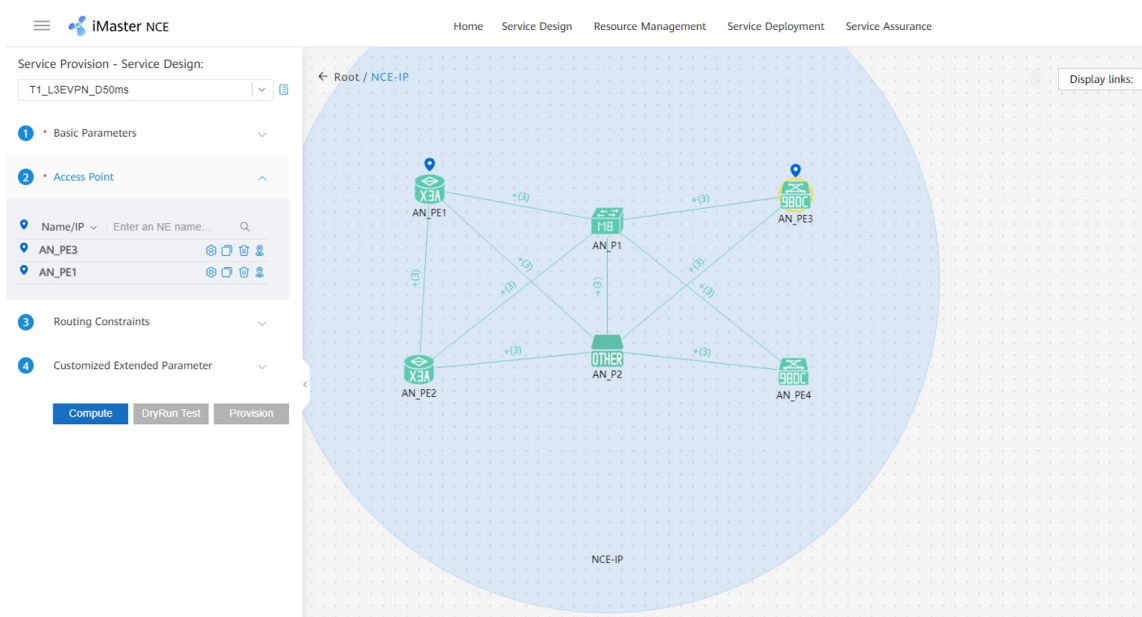 iMaster NCE
Home Service Design Resource Management Service Deployment Service Assurance
Service Provision - Service Design:
T1_L3EVPN_D50ms
1 * Basic Parameters
2 * Access Point
Name/IP Enter an NE name...
AN_PE3
AN_PE1
3 Routing Constraints
4 Customized Extended Parameter
Compute DryRun Test Provision
← Root / NCE-IP
Display links:
X3A
AN_PE1
+(3)
+(3)
980C
AN_PE3
M8
AN_P1
+(3)
+(3)
+(3)
+(3)
+(3)
+(3)
+(3)
+(3)
OTHER
AN_P2
X3A
AN_PE2
980C
AN_PE4
NCE-IP